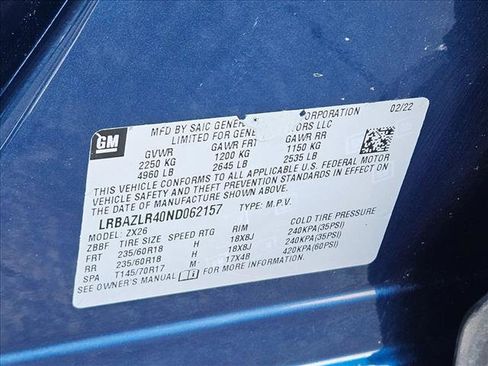 GM
MFD BY SAIC GENER ORPORATION 02/22
LIMITED FOR GENE ORS LLC
GVWR GAWR FRT GAWR RR
2250 KG 1200 KG 1150 KG
4960 LB 2645 LB 2535 LB
THIS VEHICLE CONFORMS TO ALL APPLICABLE U.S. FEDERAL MOTOR
VEHICLE SAFETY AND THEFT PREVENTION STANDARDS IN EFFECT ON
THE DATE OF MANUFACTURE SHOWN ABOVE.
LRBAZLR40ND062157 TYPE: M.P.V.
MODEL: ZX26
ZBBF TIRE SIZE SPEED RTG RIM COLD TIRE PRESSURE
FRT 235/60R18 H 18X8J 240KPA(35PSI)
RR 235/60R18 H 18X8J 240KPA(35PSI)
SPA T145/70R17 M 17X4B 420KPA(60PSI)
SEE OWNER'S MANUAL FOR MORE INFORMATION.